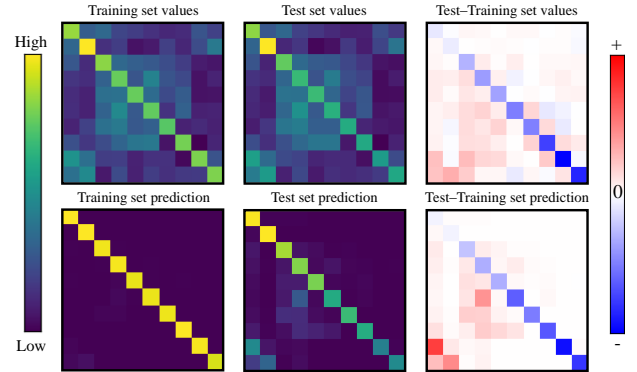 Training set values
Test set values
Test–Training set values
High
+
0
Training set prediction
Test set prediction
Test–Training set prediction
Low
-